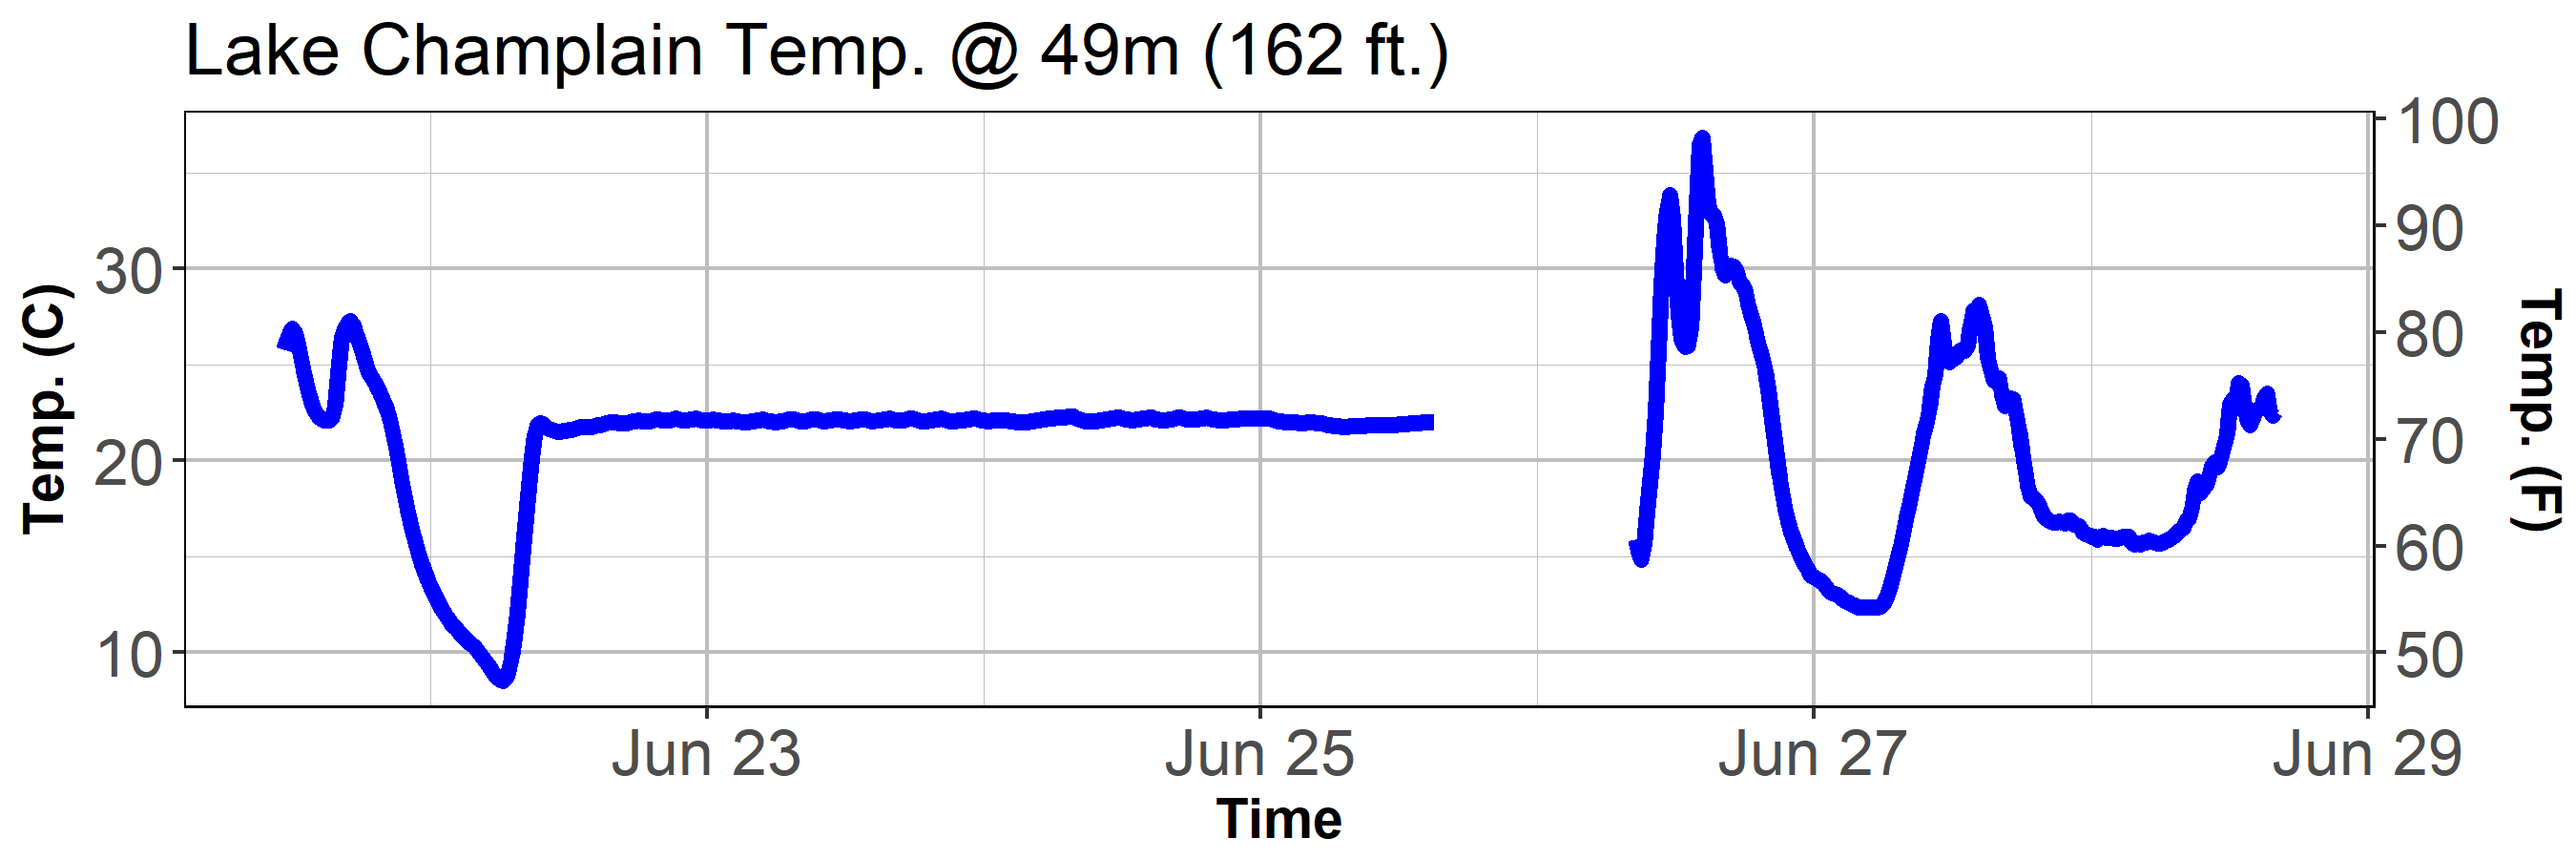 Lake Champlain Temp. @ 49m (162 ft.)
Temp. (C)
30
20
10
100
90
80
70
60
50
Temp. (F)
Jun 23 Jun 25 Jun 27 Jun 29
Time